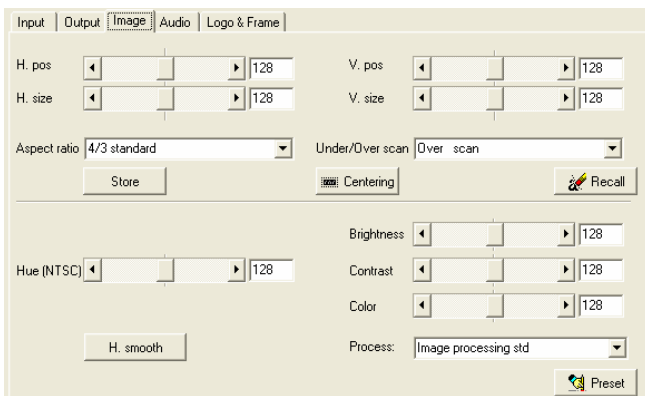 Input Output Image Audio Logo & Frame
H. pos 128 V. pos 128
H. size 128 V. size 128
Aspect ratio 4/3 standard Under/Over scan Over scan
Store Centering Recall
Brightness 128
Hue (NTSC) 128 Contrast 128
Color 128
H. smooth Process: Image processing std
Preset